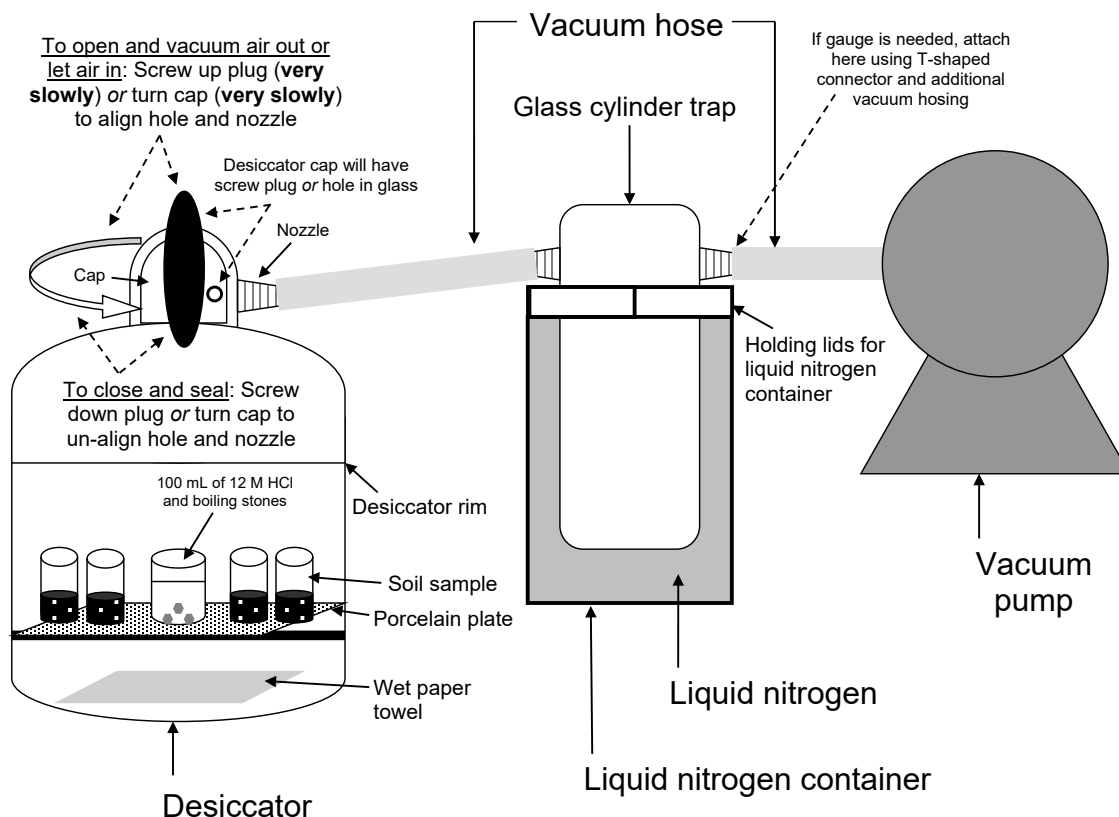 To open and vacuum air out or
let air in: Screw up plug (very
slowly) or turn cap (very slowly)
to align hole and nozzle
Vacuum hose
If gauge is needed, attach
here using T-shaped
connector and additional
vacuum hosing
Glass cylinder trap
Desiccator cap will have
screw plug or hole in glass
Nozzle
Cap
Holding lids for
liquid nitrogen
container
To close and seal: Screw
down plug or turn cap to
un-align hole and nozzle
100 mL of 12 M HCl
and boiling stones
Desiccator rim
Soil sample
Porcelain plate
Vacuum
pump
Wet paper
towel
Liquid nitrogen
Liquid nitrogen container
Desiccator